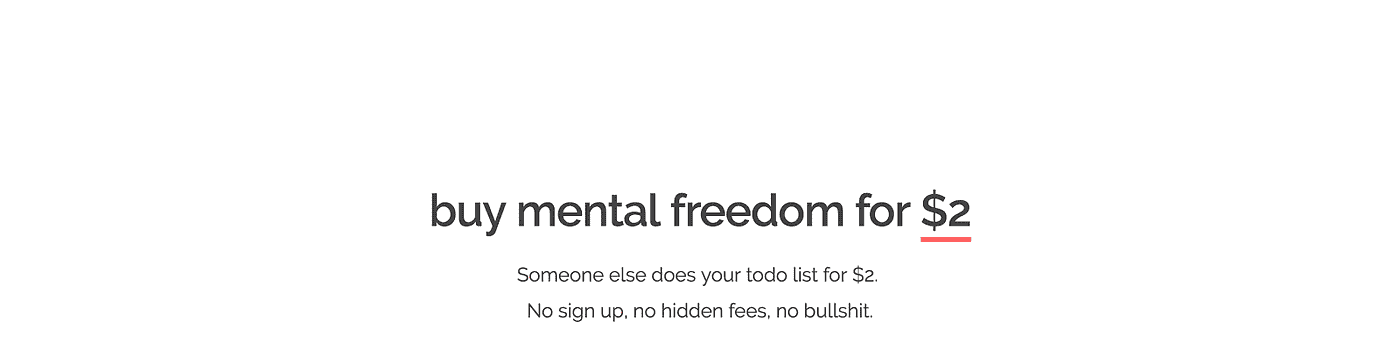 buy mental freedom for $2
Someone else does your todo list for $2.
No sign up, no hidden fees, no bullshit.